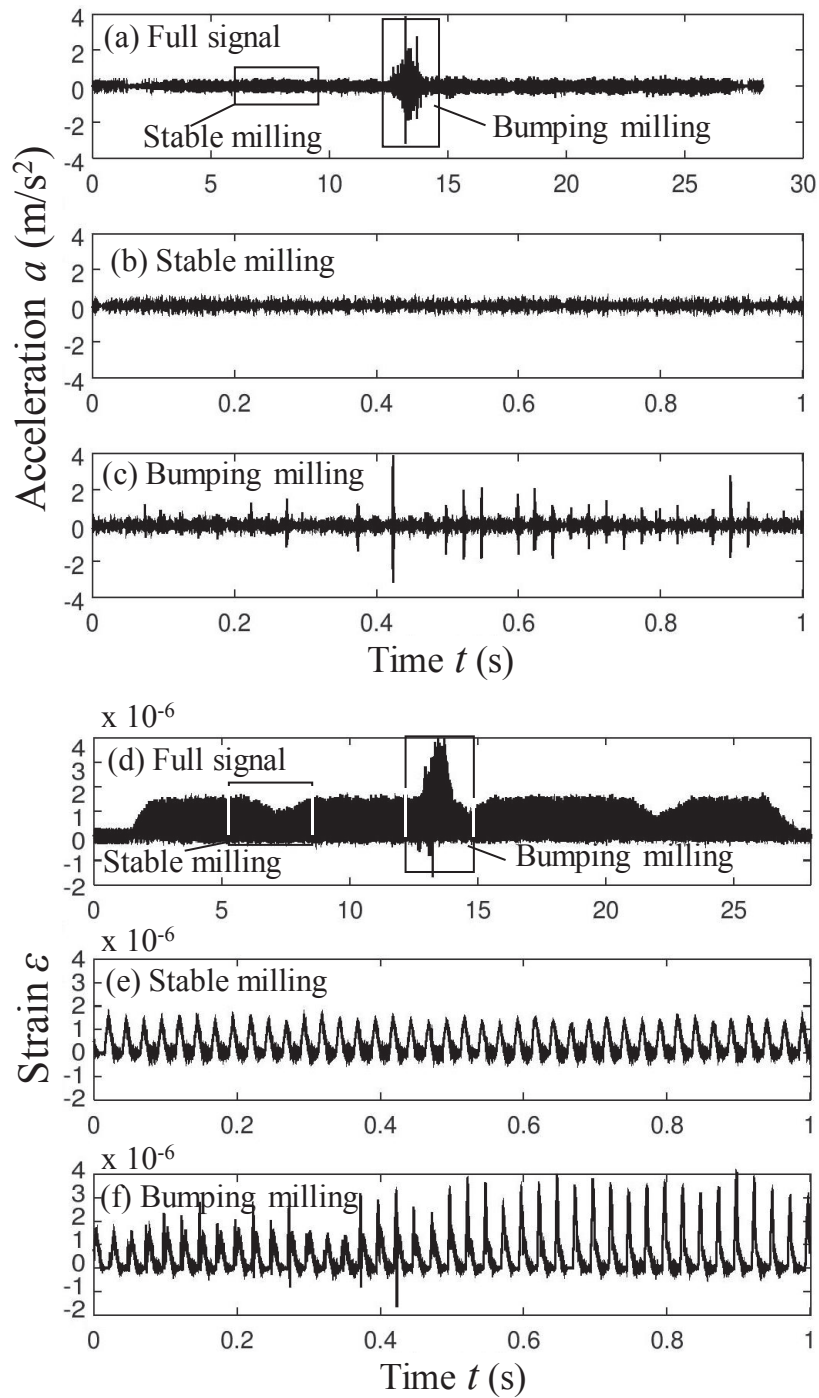 Acceleration a (m/s²)
4
2
0
-2
-4
(a) Full signal
Stable milling
Bumping milling
0 5 10 15 20 25 30
4
2
0
-2
-4
(b) Stable milling
0 0.2 0.4 0.6 0.8 1
4
2
0
-2
-4
(c) Bumping milling
0 0.2 0.4 0.6 0.8 1
Time t (s)
Strain ε
x 10⁻⁶
4
3
2
1
0
-1
-2
(d) Full signal
Stable milling
Bumping milling
0 5 10 15 20 25
x 10⁻⁶
4
3
2
1
0
-1
-2
(e) Stable milling
0 0.2 0.4 0.6 0.8 1
x 10⁻⁶
4
3
2
1
0
-1
-2
(f) Bumping milling
0 0.2 0.4 0.6 0.8 1
Time t (s)